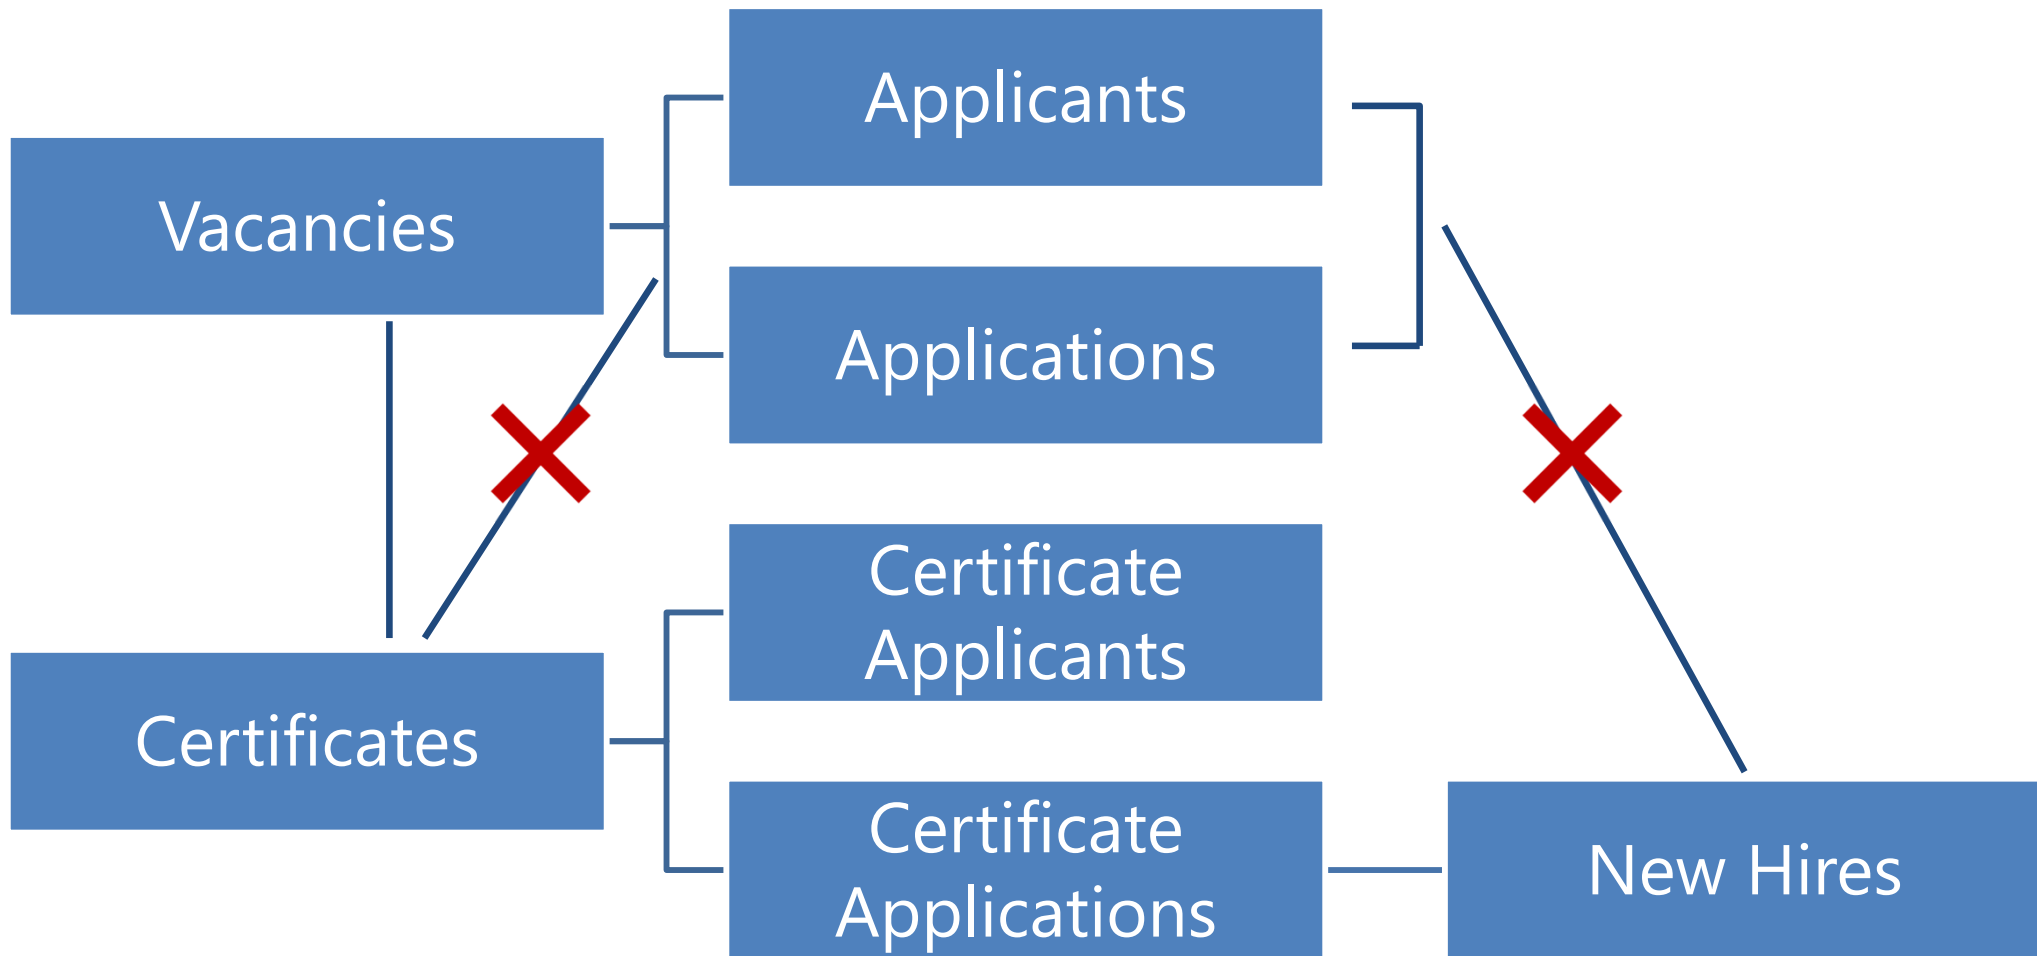 Applicants
Vacancies
Applications
Certificate
Applicants
Certificates
Certificate
Applications
New Hires